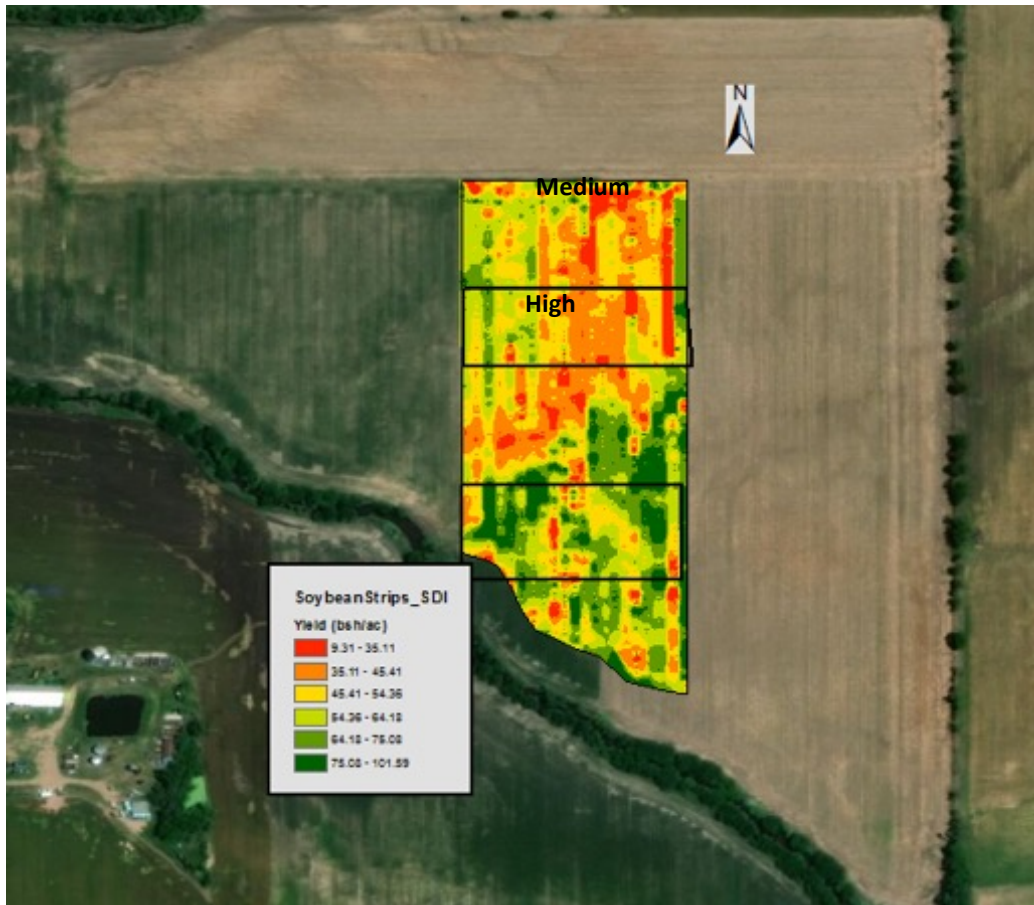 N
Medium
High
SoybeanStrips_SDI
Yield (bsh/ac)
9.31 - 35.11
35.11 - 45.41
45.41 - 54.36
54.36 - 64.18
64.18 - 75.08
75.08 - 101.59